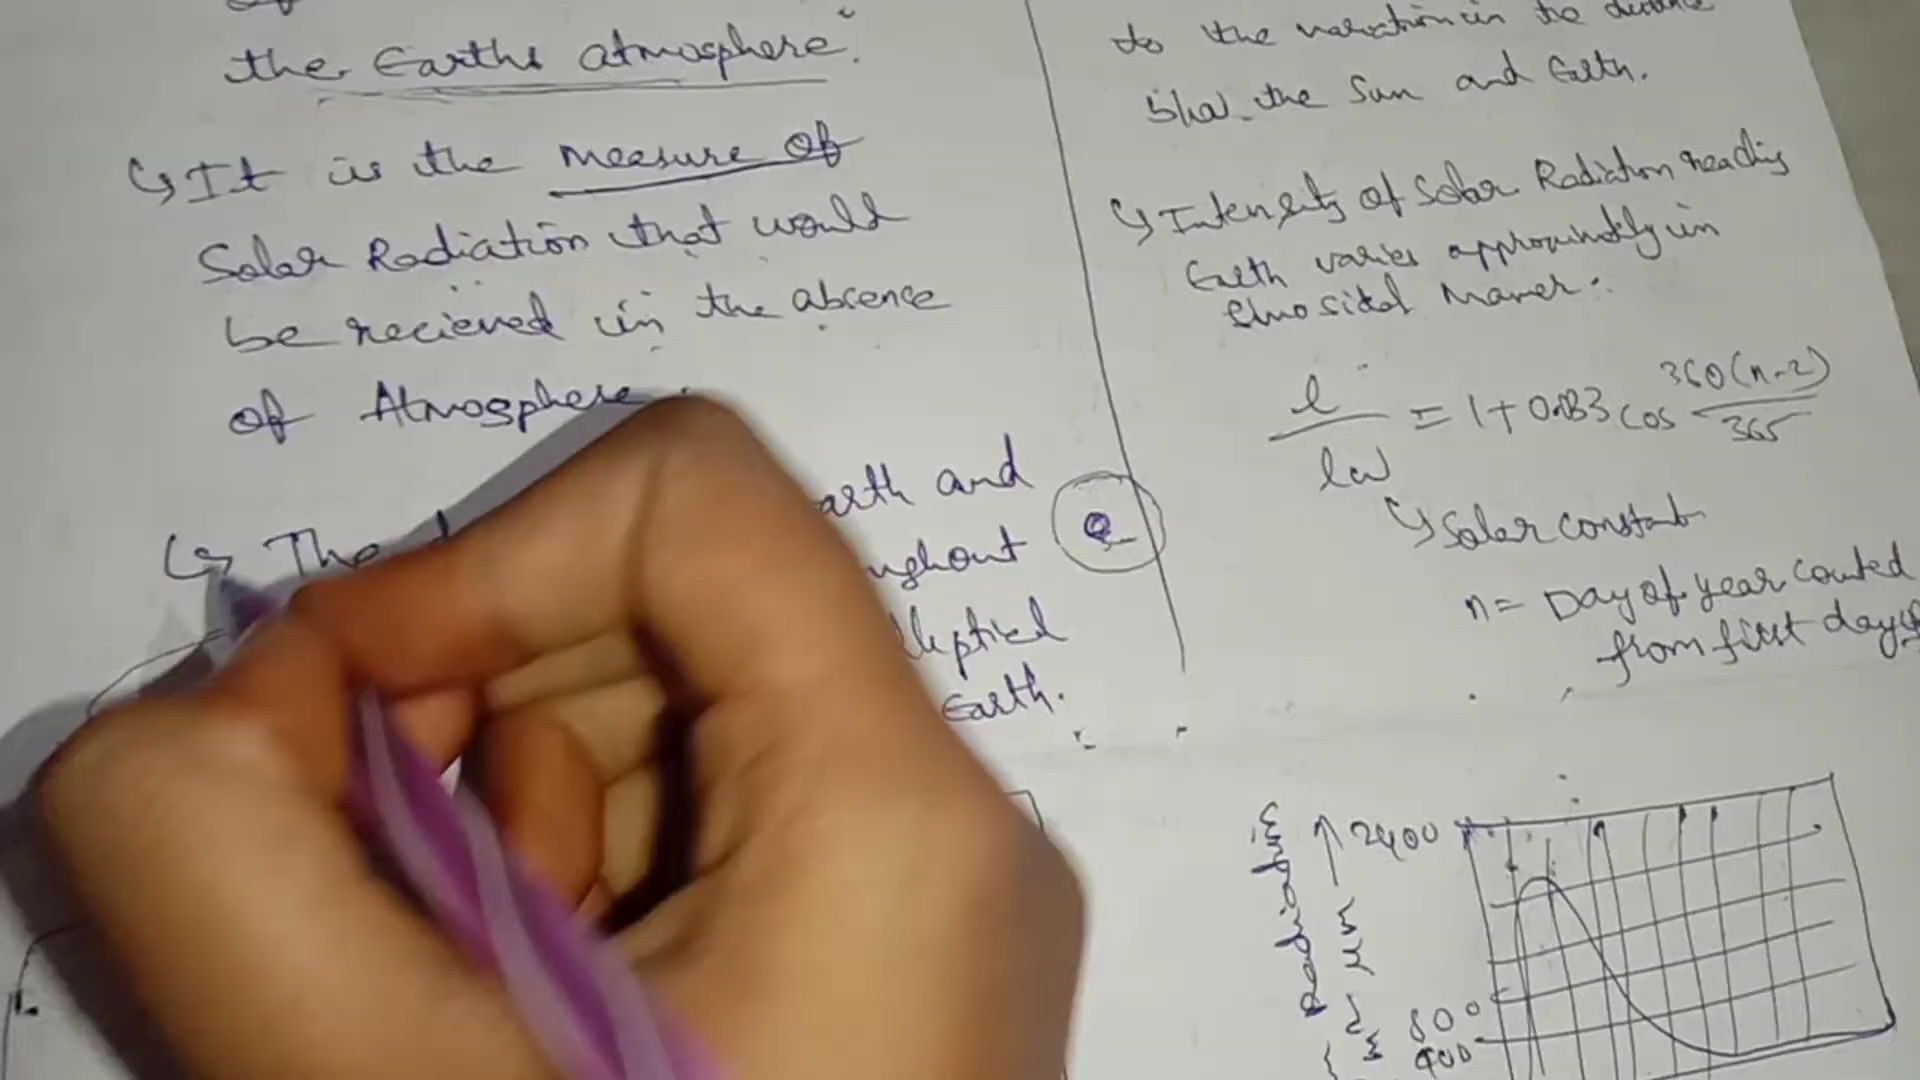 the Earths atmosphere.
↳ It is the measure of
Solar Radiation that would
be recieved in the absence
of Atmosphere.
↳ The
arth and
ughout
lliptical
Earth.
to the variation in the distance
b/w the Sun and Earth.
↳ Intensity of Solar Radiation reaching
Earth varies approximately in
Manner.
= 1 + 0.033 cos 360(n-2) / 365
↳ Solar constant
n = Day of year counted
from first day of
Q
2400
800
400